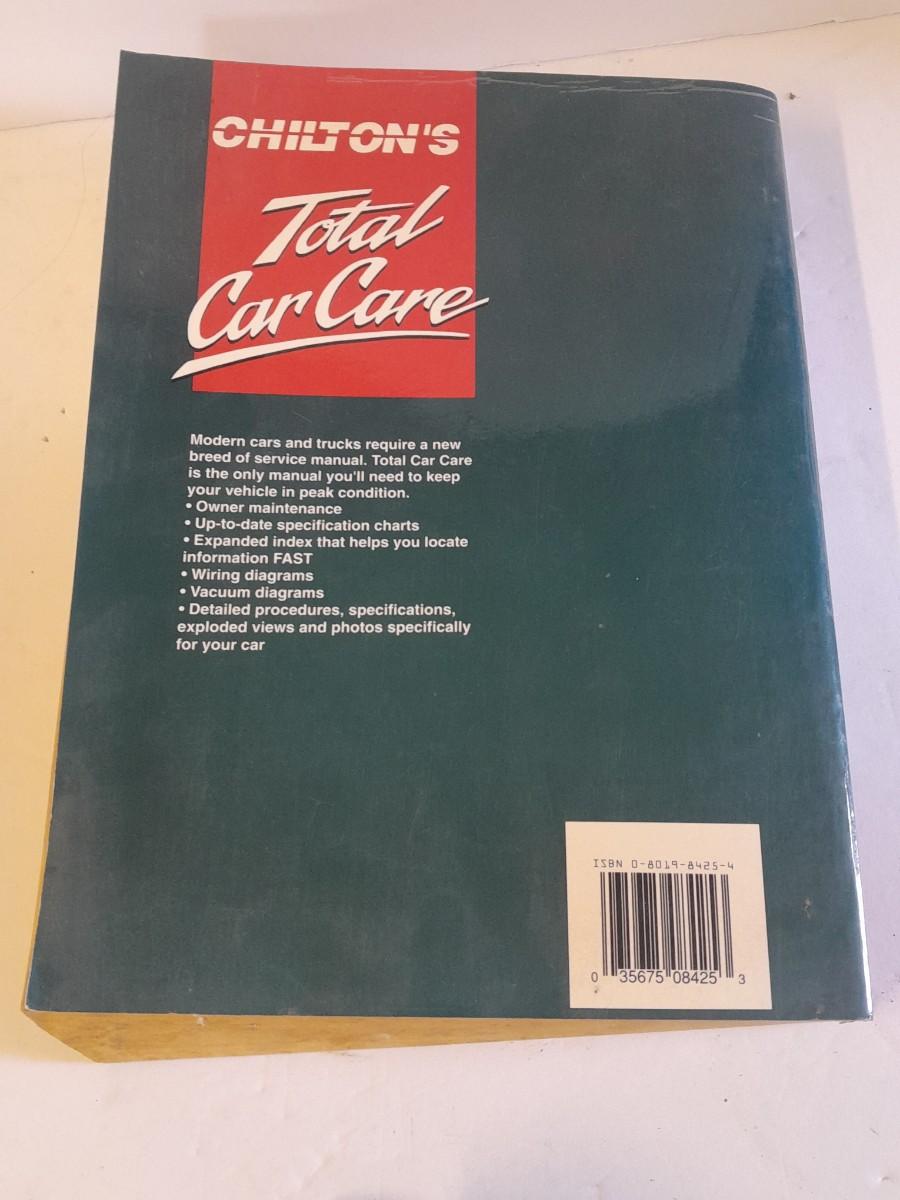 CHILTON'S
Total
Car Care
Modern cars and trucks require a new
breed of service manual. Total Car Care
is the only manual you'll need to keep
your vehicle in peak condition.
• Owner maintenance
• Up-to-date specification charts
• Expanded index that helps you locate
information FAST
• Wiring diagrams
• Vacuum diagrams
• Detailed procedures, specifications,
exploded views and photos specifically
for your car
ISBN 0-8019-8425-4
0 35675 08425 3